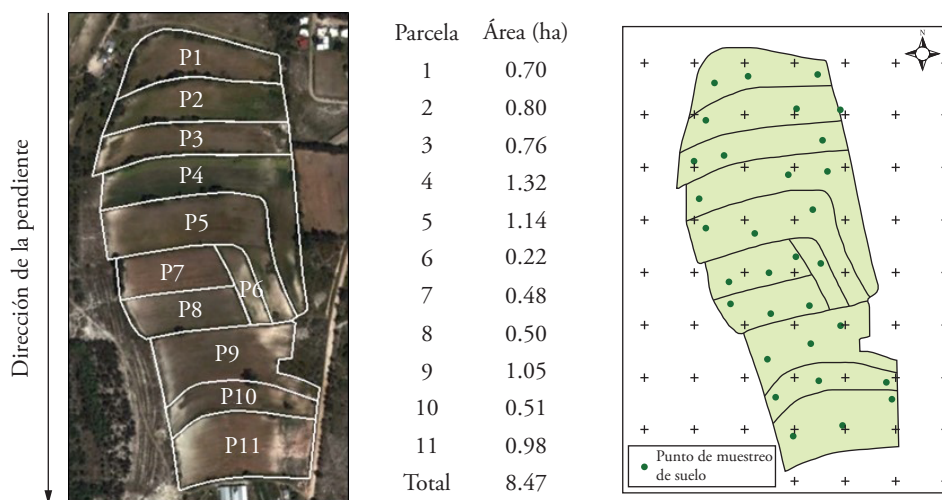 Dirección de la pendiente
P1
P2
P3
P4
P5
P7
P6
P8
P9
P10
P11
Parcela Área (ha)
1 0.70
2 0.80
3 0.76
4 1.32
5 1.14
6 0.22
7 0.48
8 0.50
9 1.05
10 0.51
11 0.98
Total 8.47
N
Punto de muestreo
de suelo